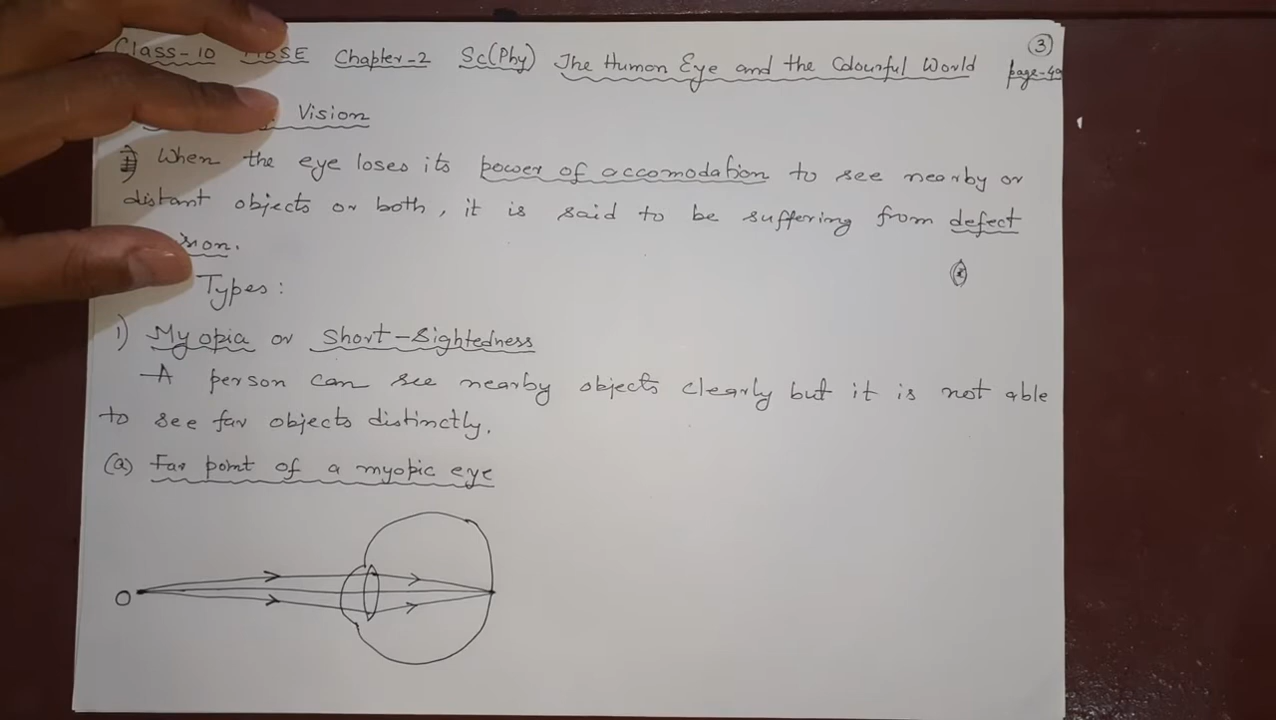 Class-10 Chapter-2 Sc(Phy) The Human Eye and the Colourful World
3
page-49
Vision
When the eye loses its power of accomodation to see nearby or
distant objects or both, it is said to be suffering from defect
Types:
1) Myopia or Short-Sightedness
A person can see nearby objects clearly but it is not able
to see far objects distinctly.
(a) Far point of a myopic eye
O